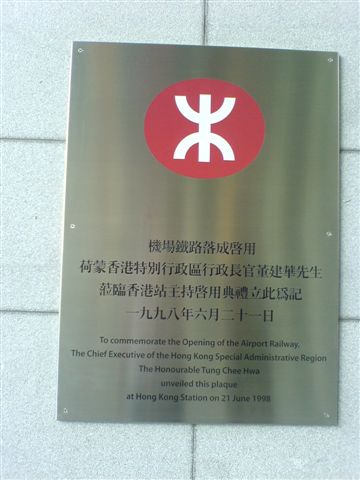 機場鐵路落成啓用
荷蒙香港特別行政區行政長官董建華先生
蒞臨香港站主持啓用典禮立此爲記
一九九八年六月二十一日
To commemorate the Opening of the Airport Railway,
The Chief Executive of the Hong Kong Special Administrative Region
The Honourable Tung Chee Hwa
unveiled this plaque
at Hong Kong Station on 21 June 1998